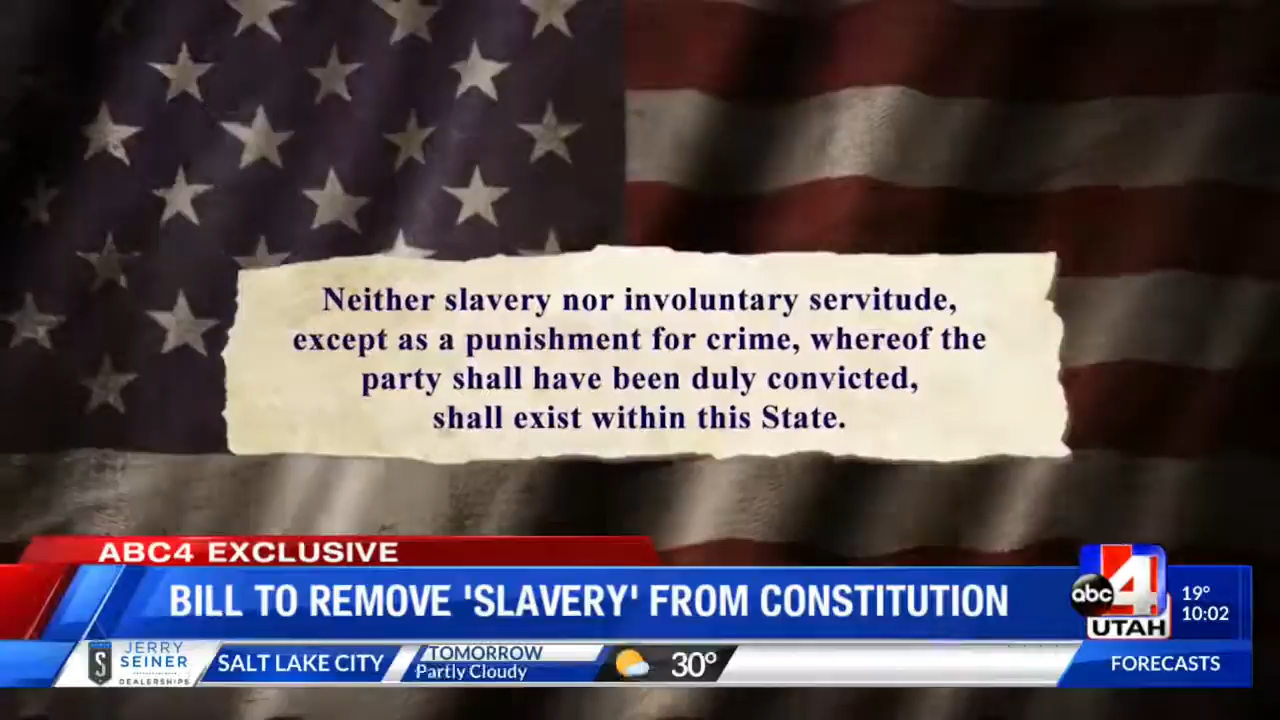 Neither slavery nor involuntary servitude,
except as a punishment for crime, whereof the
party shall have been duly convicted,
shall exist within this State.
ABC4 EXCLUSIVE
BILL TO REMOVE 'SLAVERY' FROM CONSTITUTION
abc 4
UTAH
19°
10:02
S
JERRY
SEINER
DEALERSHIPS
SALT LAKE CITY
TOMORROW
Partly Cloudy
30°
FORECASTS